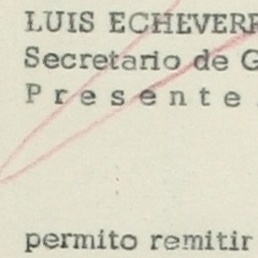 LUIS ECHEVERR
Secretario de G
Presente.
permito remitir